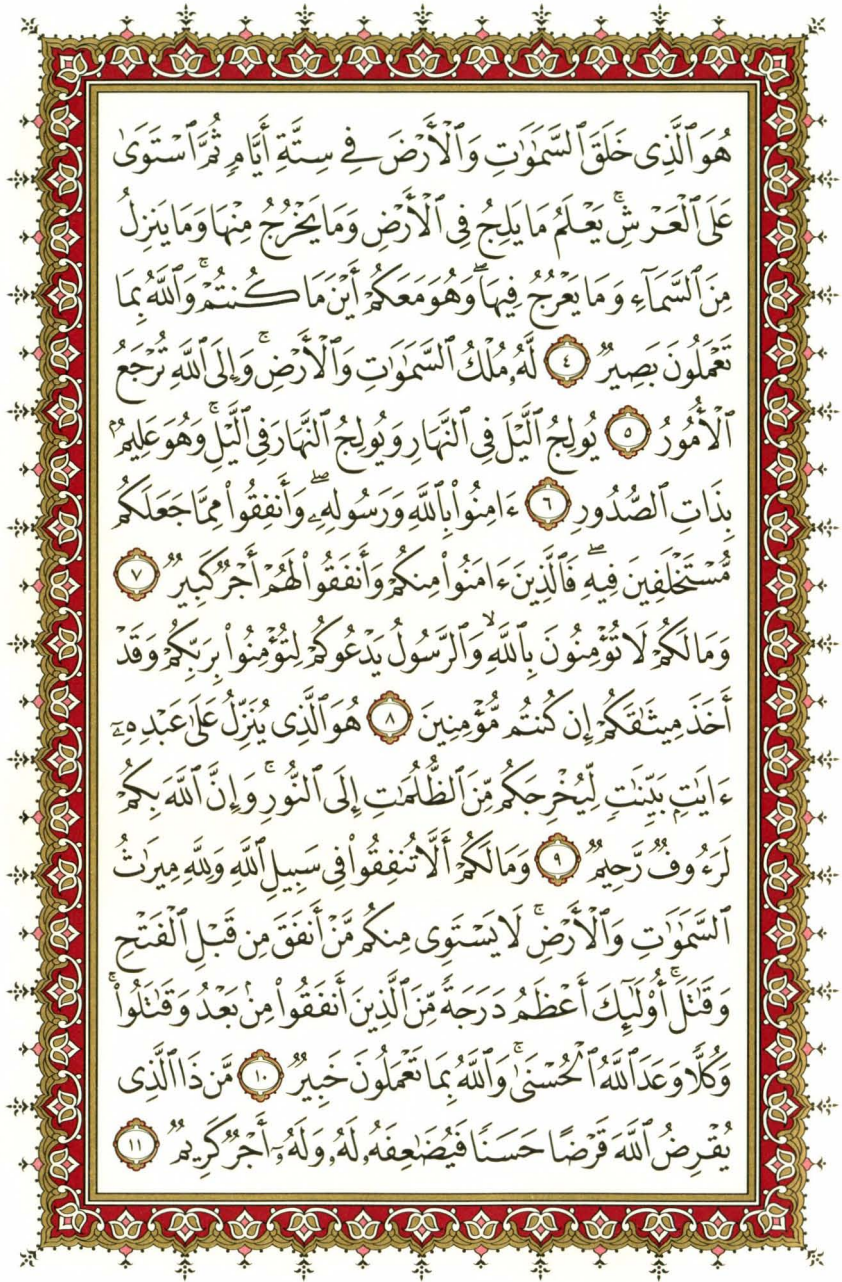 هُوَ ٱلَّذِى خَلَقَ ٱلسَّمَٰوَٰتِ وَٱلْأَرْضَ فِى سِتَّةِ أَيَّامٍ ثُمَّ ٱسْتَوَىٰ
عَلَى ٱلْعَرْشِۚ يَعْلَمُ مَا يَلِجُ فِى ٱلْأَرْضِ وَمَا يَخْرُجُ مِنْهَا وَمَا يَنزِلُ
مِنَ ٱلسَّمَآءِ وَمَا يَعْرُجُ فِيهَاۖ وَهُوَ مَعَكُمْ أَيْنَ مَا كُنتُمْۚ وَٱللَّهُ بِمَا
تَعْمَلُونَ بَصِيرٌ ٤ لَّهُۥ مُلْكُ ٱلسَّمَٰوَٰتِ وَٱلْأَرْضِۚ وَإِلَى ٱللَّهِ تُرْجَعُ
ٱلْأُمُورُ ٥ يُولِجُ ٱلَّيْلَ فِى ٱلنَّهَارِ وَيُولِجُ ٱلنَّهَارَ فِى ٱلَّيْلِۚ وَهُوَ عَلِيمٌۢ
بِذَاتِ ٱلصُّدُورِ ٦ ءَامِنُوا۟ بِٱللَّهِ وَرَسُولِهِۦ وَأَنفِقُوا۟ مِمَّا جَعَلَكُم
مُّسْتَخْلَفِينَ فِيهِۖ فَٱلَّذِينَ ءَامَنُوا۟ مِنكُمْ وَأَنفَقُوا۟ لَهُمْ أَجْرٌ كَبِيرٌ ٧
وَمَا لَكُمْ لَا تُؤْمِنُونَ بِٱللَّهِۙ وَٱلرَّسُولُ يَدْعُوكُمْ لِتُؤْمِنُوا۟ بِرَبِّكُمْ وَقَدْ
أَخَذَ مِيثَٰقَكُمْ إِن كُنتُم مُّؤْمِنِينَ ٨ هُوَ ٱلَّذِى يُنَزِّلُ عَلَىٰ عَبْدِهِۦٓ
ءَايَٰتٍۭ بَيِّنَٰتٍ لِّيُخْرِجَكُم مِّنَ ٱلظُّلُمَٰتِ إِلَى ٱلنُّورِۚ وَإِنَّ ٱللَّهَ بِكُمْ
لَرَءُوفٌ رَّحِيمٌ ٩ وَمَا لَكُمْ أَلَّا تُنفِقُوا۟ فِى سَبِيلِ ٱللَّهِ وَلِلَّهِ مِيرَٰثُ
ٱلسَّمَٰوَٰتِ وَٱلْأَرْضِۚ لَا يَسْتَوِى مِنكُم مَّنْ أَنفَقَ مِن قَبْلِ ٱلْفَتْحِ
وَقَٰتَلَۚ أُو۟لَٰٓئِكَ أَعْظَمُ دَرَجَةً مِّنَ ٱلَّذِينَ أَنفَقُوا۟ مِنۢ بَعْدُ وَقَٰتَلُوا۟ۚ
وَكُلًّا وَعَدَ ٱللَّهُ ٱلْحُسْنَىٰۚ وَٱللَّهُ بِمَا تَعْمَلُونَ خَبِيرٌ ١٠ مَّن ذَا ٱلَّذِى
يُقْرِضُ ٱللَّهَ قَرْضًا حَسَنًا فَيُضَٰعِفَهُۥ لَهُۥ وَلَهُۥٓ أَجْرٌ كَرِيمٌ ١١